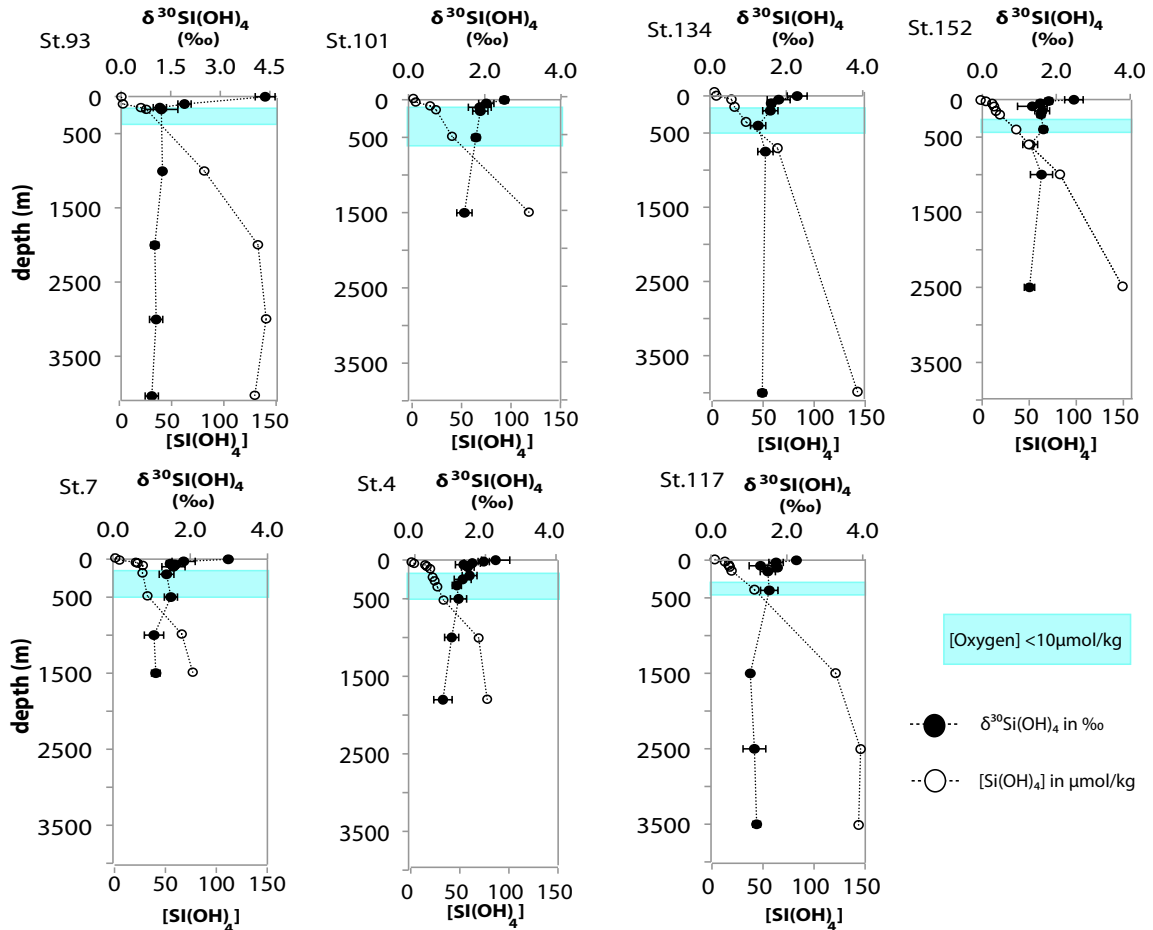 St.93
δ³⁰SI(OH)₄
(‰)
0.0 1.5 3.0 4.5
0
500
1500
2500
3500
depth (m)
0 50 100 150
[SI(OH)₄]
St.101
δ³⁰SI(OH)₄
(‰)
0.0 2.0 4.0
0
500
1500
2500
3500
0 50 100 150
[SI(OH)₄]
St.134
δ³⁰SI(OH)₄
(‰)
0.0 2.0 4.0
0
500
1500
2500
3500
0 50 100 150
[SI(OH)₄]
St.152
δ³⁰SI(OH)₄
(‰)
0.0 2.0 4.0
0
500
1500
2500
3500
0 50 100 150
[SI(OH)₄]
St.7
δ³⁰SI(OH)₄
(‰)
0.0 2.0 4.0
0
500
1500
2500
3500
depth (m)
0 50 100 150
[SI(OH)₄]
St.4
δ³⁰SI(OH)₄
(‰)
0.0 2.0 4.0
0
500
1500
2500
3500
0 50 100 150
[SI(OH)₄]
St.117
δ³⁰SI(OH)₄
(‰)
0.0 2.0 4.0
0
500
1500
2500
3500
0 50 100 150
[SI(OH)₄]
[Oxygen] <10µmol/kg
δ³⁰Si(OH)₄ in ‰
[Si(OH)₄] in µmol/kg